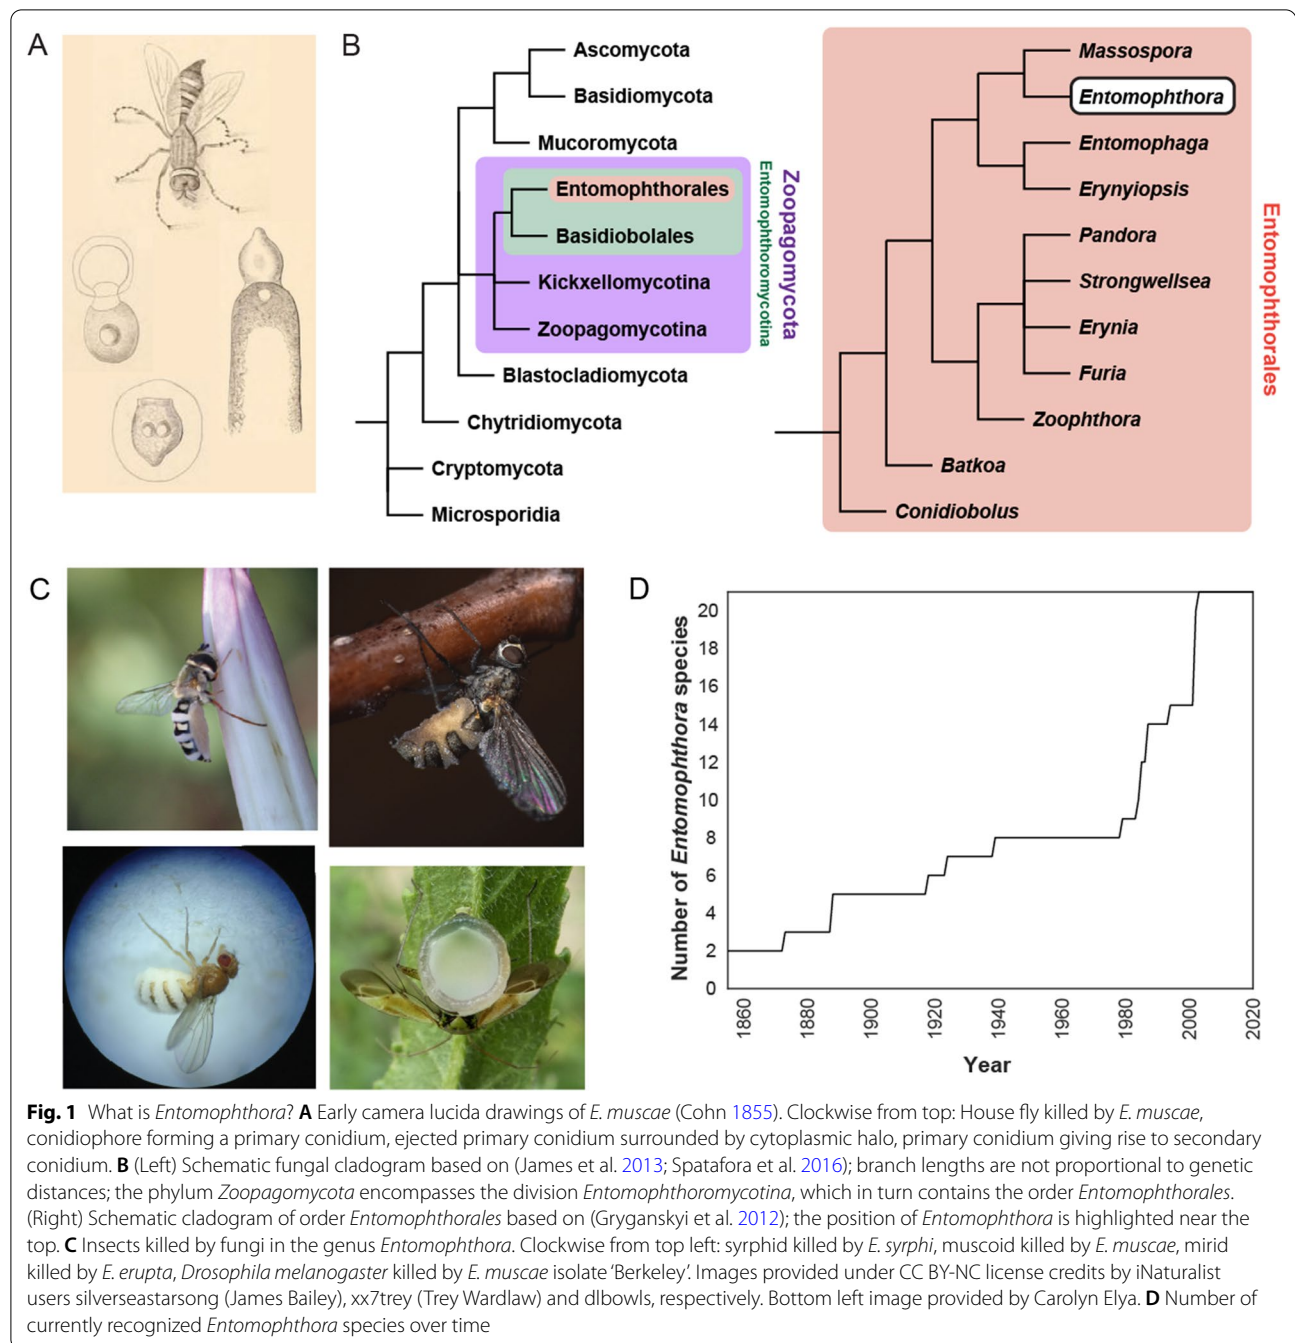 A
B
Ascomycota
Basidiomycota
Mucoromycota
Entomophthorales
Basidiobolales
Kickxellomycotina
Zoopagomycotina
Entomophthoromycotina
Zoopagomycota
Blastocladiomycota
Chytridiomycota
Cryptomycota
Microsporidia
Massospora
Entomophthora
Entomophaga
Erynyiopsis
Pandora
Strongwellsea
Erynia
Furia
Zoophthora
Batkoa
Conidiobolus
Entomophthorales
C
D
Number of Entomophthora species
20
18
16
14
12
10
8
6
4
2
0
1860
1880
1900
1920
1940
1960
1980
2000
2020
Year
Fig. 1 What is Entomophthora? A Early camera lucida drawings of E. muscae (Cohn 1855). Clockwise from top: House fly killed by E. muscae,
conidiophore forming a primary conidium, ejected primary conidium surrounded by cytoplasmic halo, primary conidium giving rise to secondary
conidium. B (Left) Schematic fungal cladogram based on (James et al. 2013; Spatafora et al. 2016); branch lengths are not proportional to genetic
distances; the phylum Zoopagomycota encompasses the division Entomophthoromycotina, which in turn contains the order Entomophthorales.
(Right) Schematic cladogram of order Entomophthorales based on (Gryganskyi et al. 2012); the position of Entomophthora is highlighted near the
top. C Insects killed by fungi in the genus Entomophthora. Clockwise from top left: syrphid killed by E. syrphi, muscoid killed by E. muscae, mirid
killed by E. erupta, Drosophila melanogaster killed by E. muscae isolate ‘Berkeley’. Images provided under CC BY-NC license credits by iNaturalist
users silverseastarsong (James Bailey), xx7trey (Trey Wardlaw) and dlbowls, respectively. Bottom left image provided by Carolyn Elya. D Number of
currently recognized Entomophthora species over time